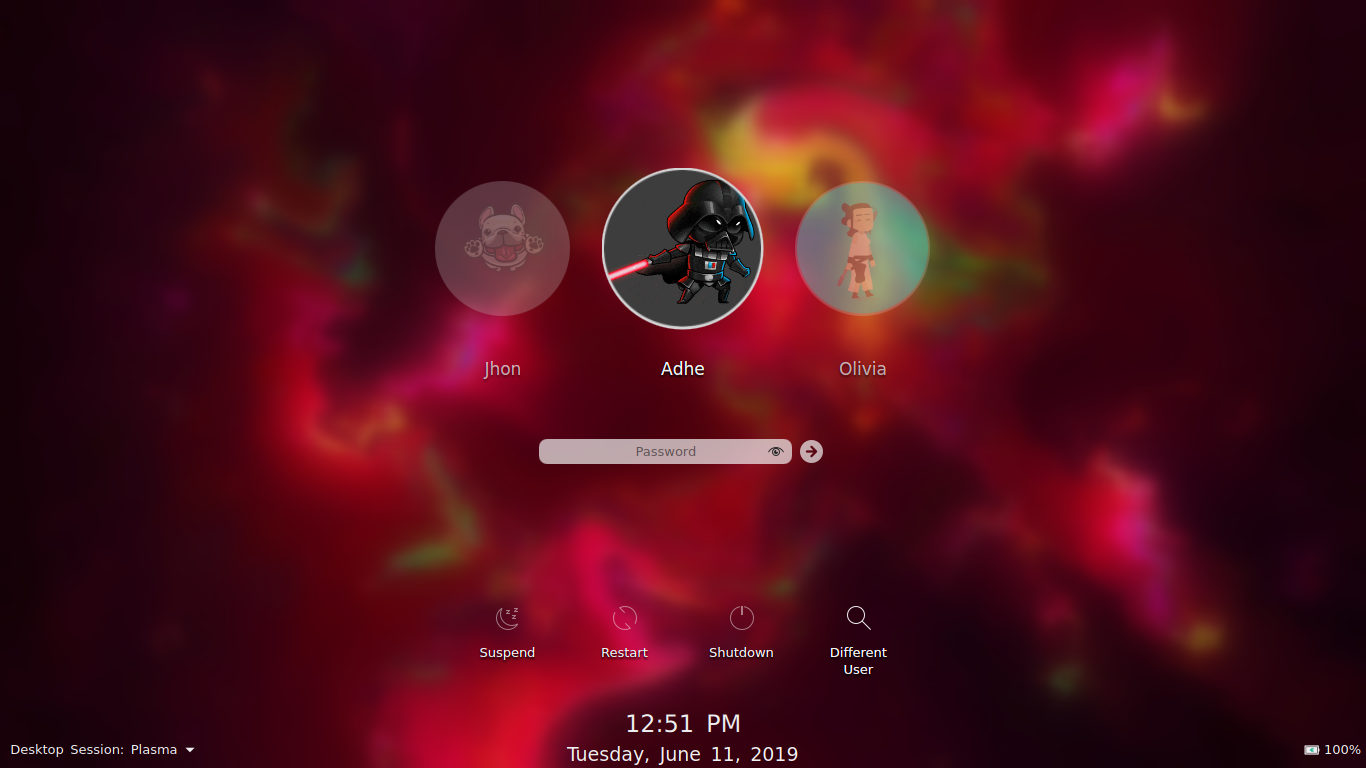 Jhon
Adhe
Olivia
Password
Suspend
Restart
Shutdown
Different
User
12:51 PM
Tuesday, June 11, 2019
Desktop Session: Plasma
100%